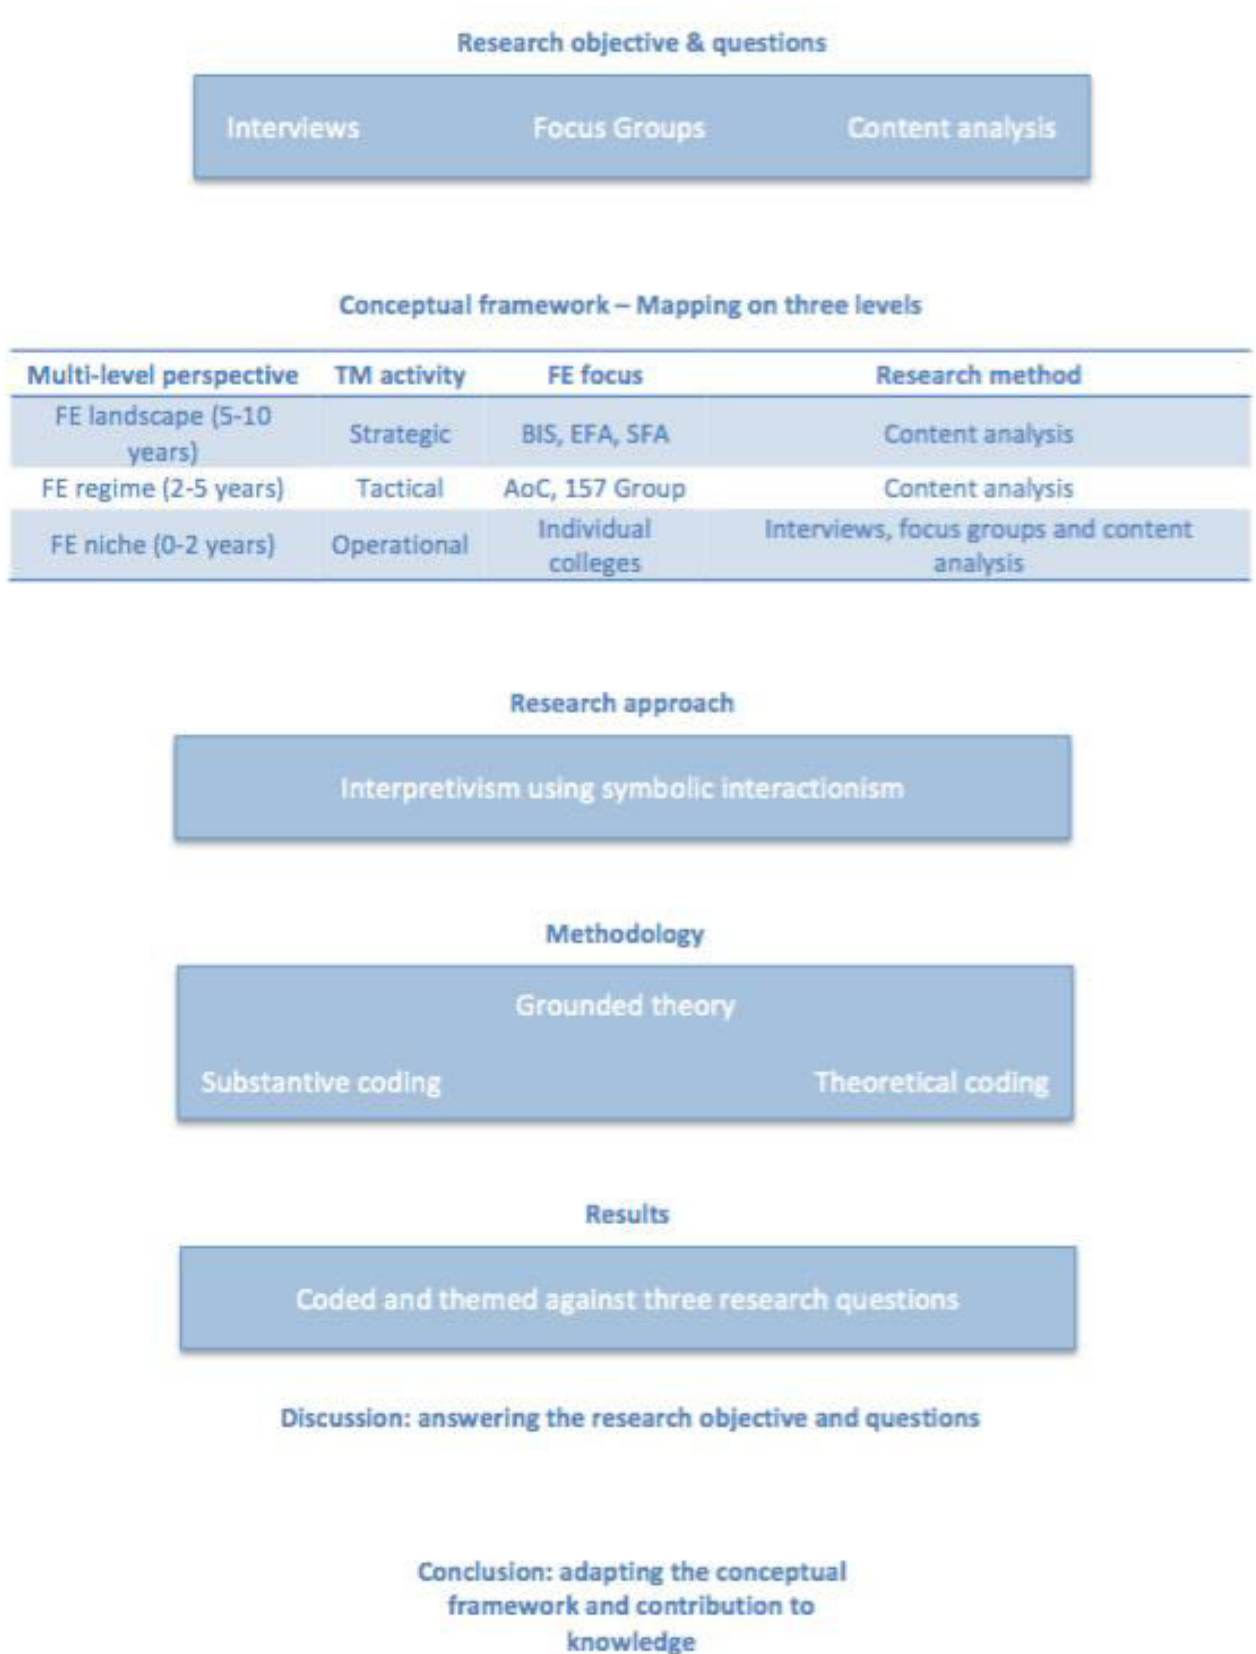 Research objective & questions
Interviews Focus Groups Content analysis
Conceptual framework – Mapping on three levels
Multi-level perspective TM activity FE focus Research method
FE landscape (5-10
years) Strategic BIS, EFA, SFA Content analysis
FE regime (2-5 years) Tactical AoC, 157 Group Content analysis
FE niche (0-2 years) Operational Individual
colleges Interviews, focus groups and content
analysis
Research approach
Interpretivism using symbolic interactionism
Methodology
Grounded theory
Substantive coding Theoretical coding
Results
Coded and themed against three research questions
Discussion: answering the research objective and questions
Conclusion: adapting the conceptual
framework and contribution to
knowledge